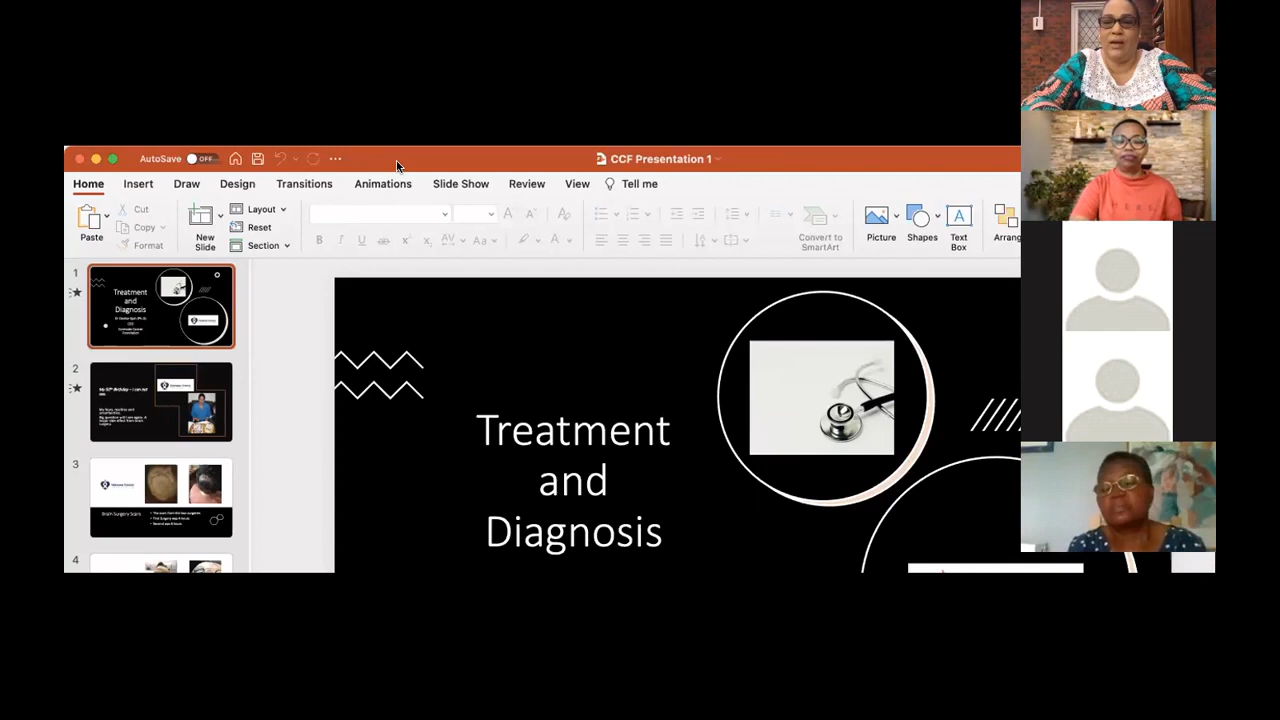 AutoSave OFF
CCF Presentation 1
Home Insert Draw Design Transitions Animations Slide Show Review View Tell me
Paste
Cut
Copy
Format
New
Slide
Layout
Reset
Section
Convert to
SmartArt
Picture
Shapes
Text
Box
Arrang
1
Treatment
and
Diagnosis
2
3
Brain Surgery Scans
4
Treatment
and
Diagnosis